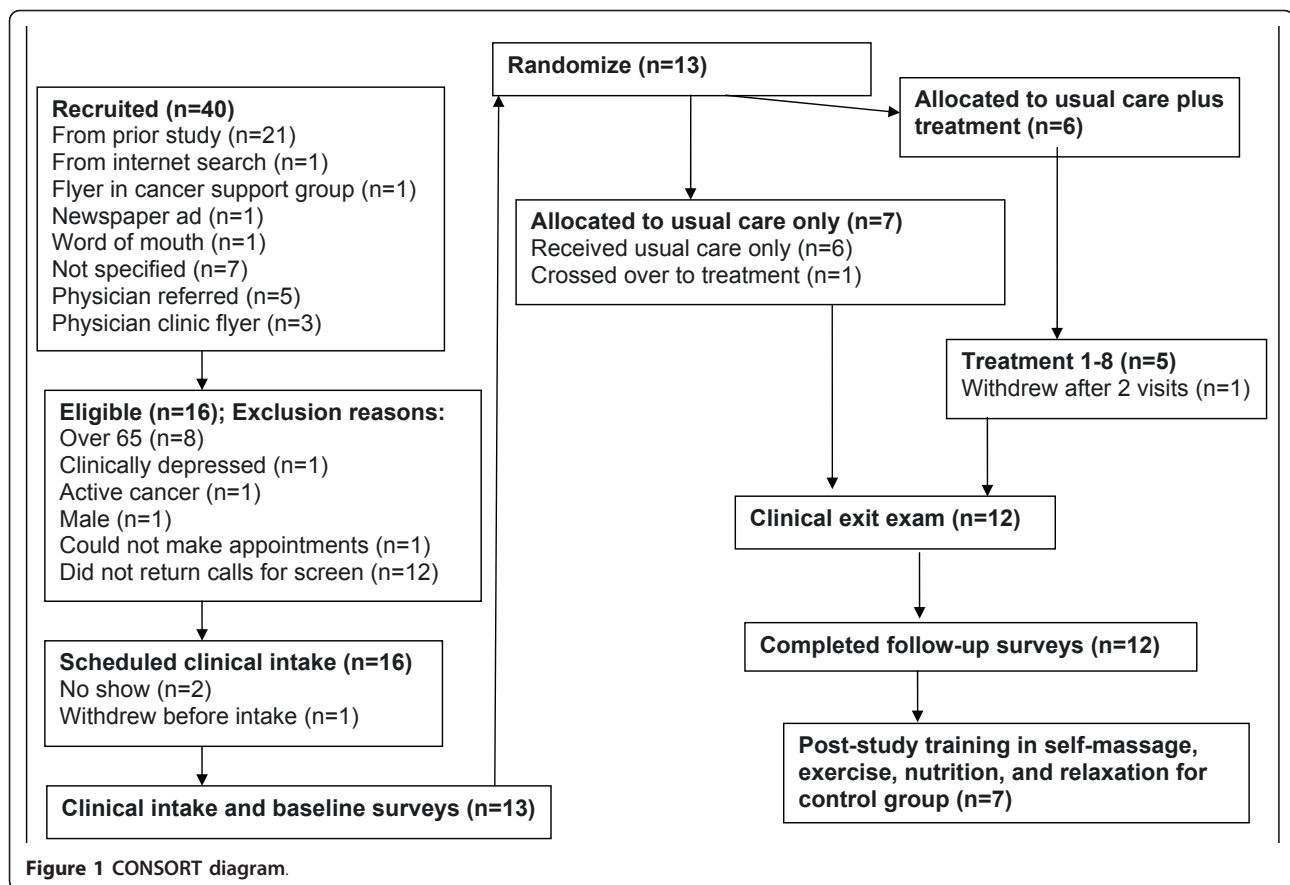 Recruited (n=40)
From prior study (n=21)
From internet search (n=1)
Flyer in cancer support group (n=1)
Newspaper ad (n=1)
Word of mouth (n=1)
Not specified (n=7)
Physician referred (n=5)
Physician clinic flyer (n=3)
Eligible (n=16); Exclusion reasons:
Over 65 (n=8)
Clinically depressed (n=1)
Active cancer (n=1)
Male (n=1)
Could not make appointments (n=1)
Did not return calls for screen (n=12)
Scheduled clinical intake (n=16)
No show (n=2)
Withdrew before intake (n=1)
Clinical intake and baseline surveys (n=13)
Randomize (n=13)
Allocated to usual care plus
treatment (n=6)
Allocated to usual care only (n=7)
Received usual care only (n=6)
Crossed over to treatment (n=1)
Treatment 1-8 (n=5)
Withdrew after 2 visits (n=1)
Clinical exit exam (n=12)
Completed follow-up surveys (n=12)
Post-study training in self-massage,
exercise, nutrition, and relaxation for
control group (n=7)
Figure 1 CONSORT diagram.